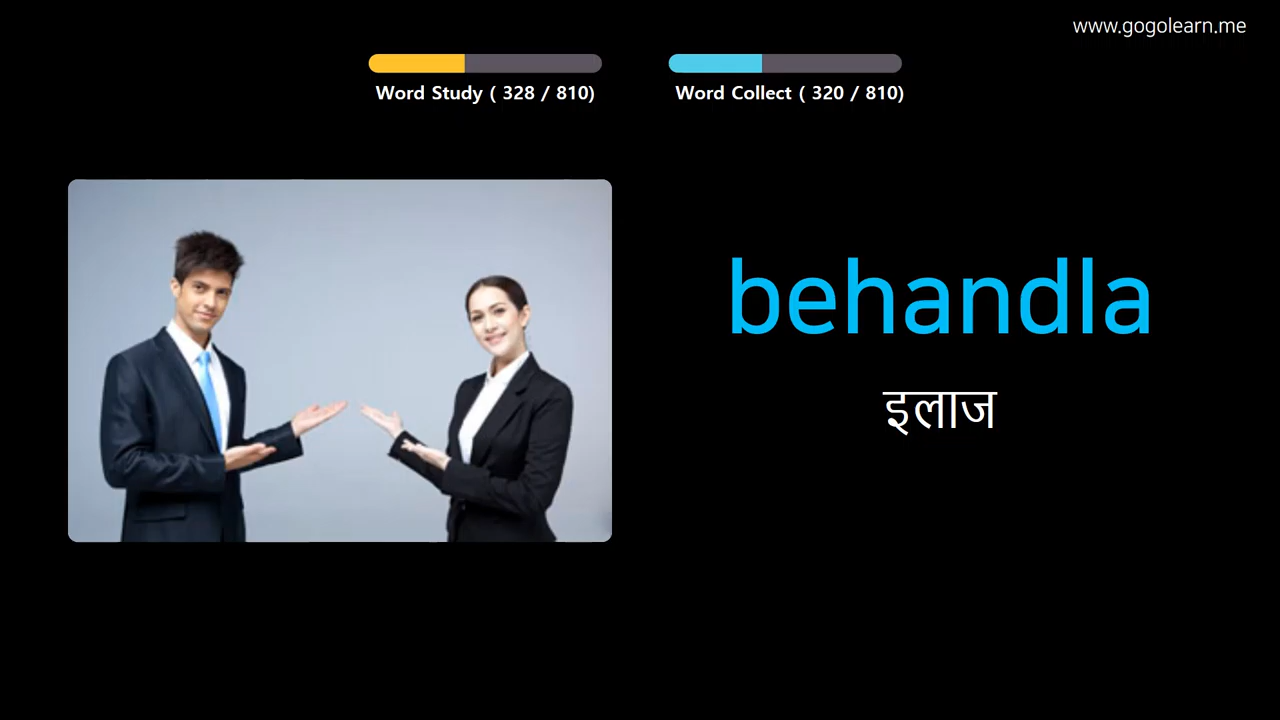 www.gogolearn.me
Word Study ( 328 / 810)
Word Collect ( 320 / 810)
behandla
इलाज